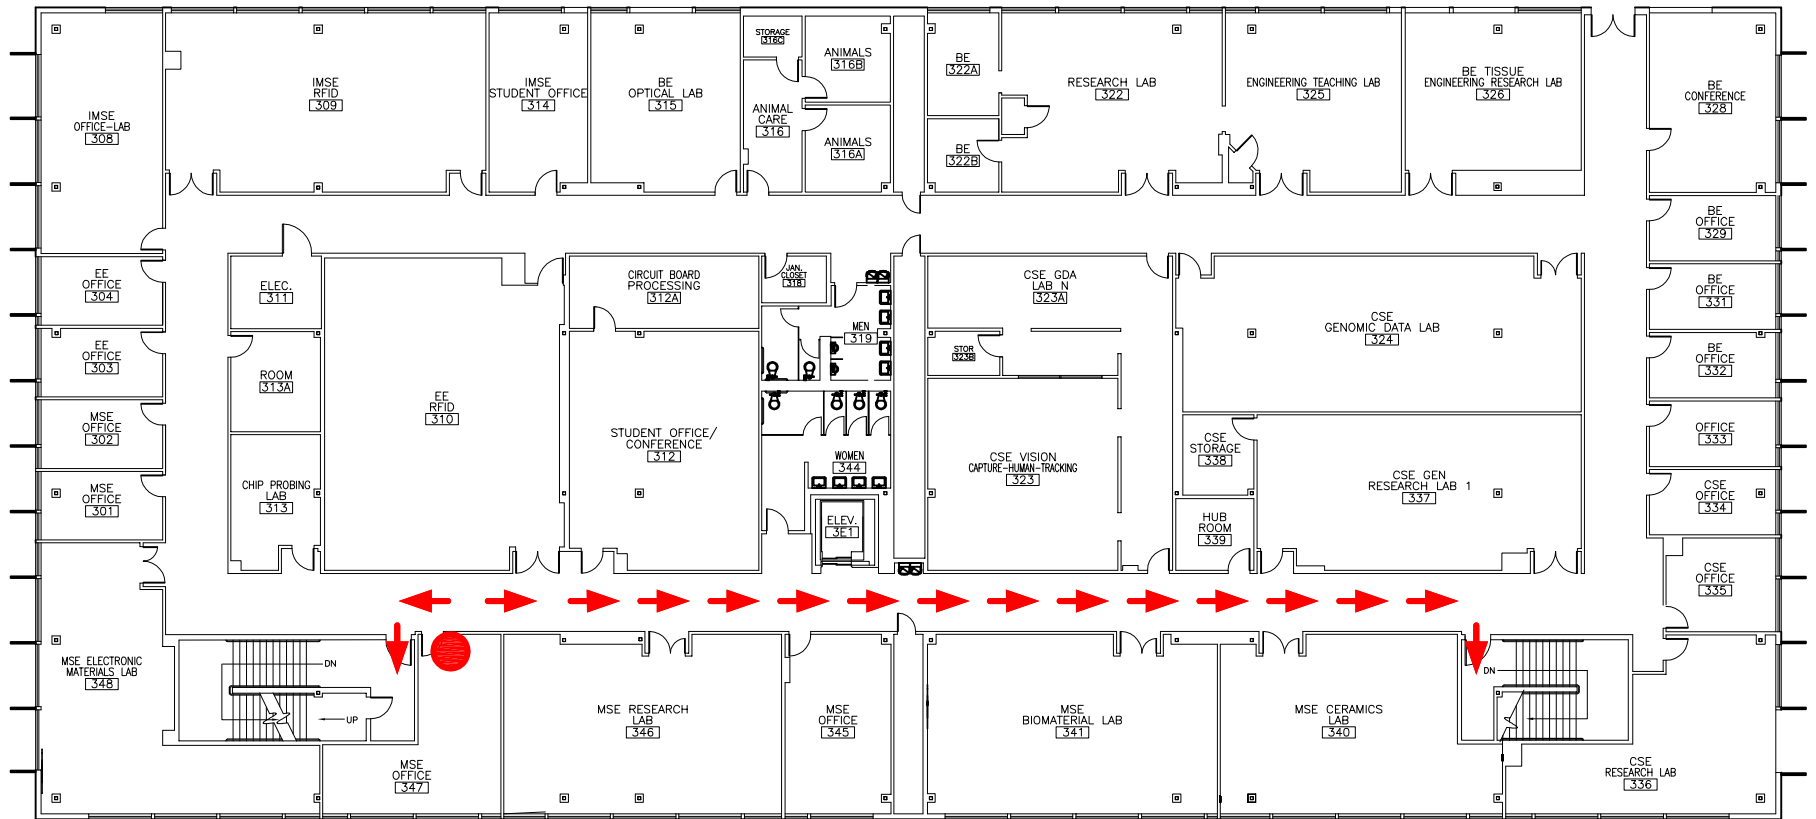 IMSE
OFFICE-LAB
308
IMSE
RFID
309
IMSE
STUDENT OFFICE
314
BE
OPTICAL LAB
315
STORAGE
316C
ANIMALS
316B
ANIMAL
CARE
316
ANIMALS
316A
BE
322A
BE
322B
RESEARCH LAB
322
ENGINEERING TEACHING LAB
325
BE TISSUE
ENGINEERING RESEARCH LAB
326
BE
CONFERENCE
328
BE
OFFICE
329
BE
OFFICE
331
BE
OFFICE
332
OFFICE
333
CSE
OFFICE
334
CSE
OFFICE
335
EE
OFFICE
304
EE
OFFICE
303
MSE
OFFICE
302
MSE
OFFICE
301
ELEC.
311
ROOM
313A
CHIP PROBING
LAB
313
EE
RFID
310
CIRCUIT BOARD
PROCESSING
312A
STUDENT OFFICE/
CONFERENCE
312
JAN.
CLOSET
318
MEN
319
WOMEN
344
ELEV.
3E1
CSE GDA
LAB N
323A
STOR
323B
CSE VISION
CAPTURE-HUMAN-TRACKING
323
CSE
GENOMIC DATA LAB
324
CSE
STORAGE
338
HUB
ROOM
339
CSE GEN
RESEARCH LAB 1
337
MSE ELECTRONIC
MATERIALS LAB
348
DN
UP
MSE
OFFICE
347
MSE RESEARCH
LAB
346
MSE
OFFICE
345
MSE
BIOMATERIAL LAB
341
MSE CERAMICS
LAB
340
DN
CSE
RESEARCH LAB
336